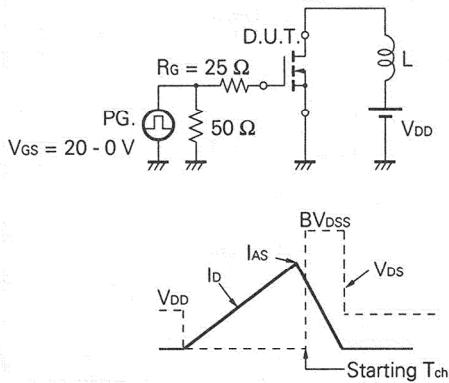 D.U.T.
RG = 25 Ω
L
PG.
50 Ω
VDD
VGS = 20 - 0 V
BVDSS
IAS
ID
VDS
VDD
Starting Tch